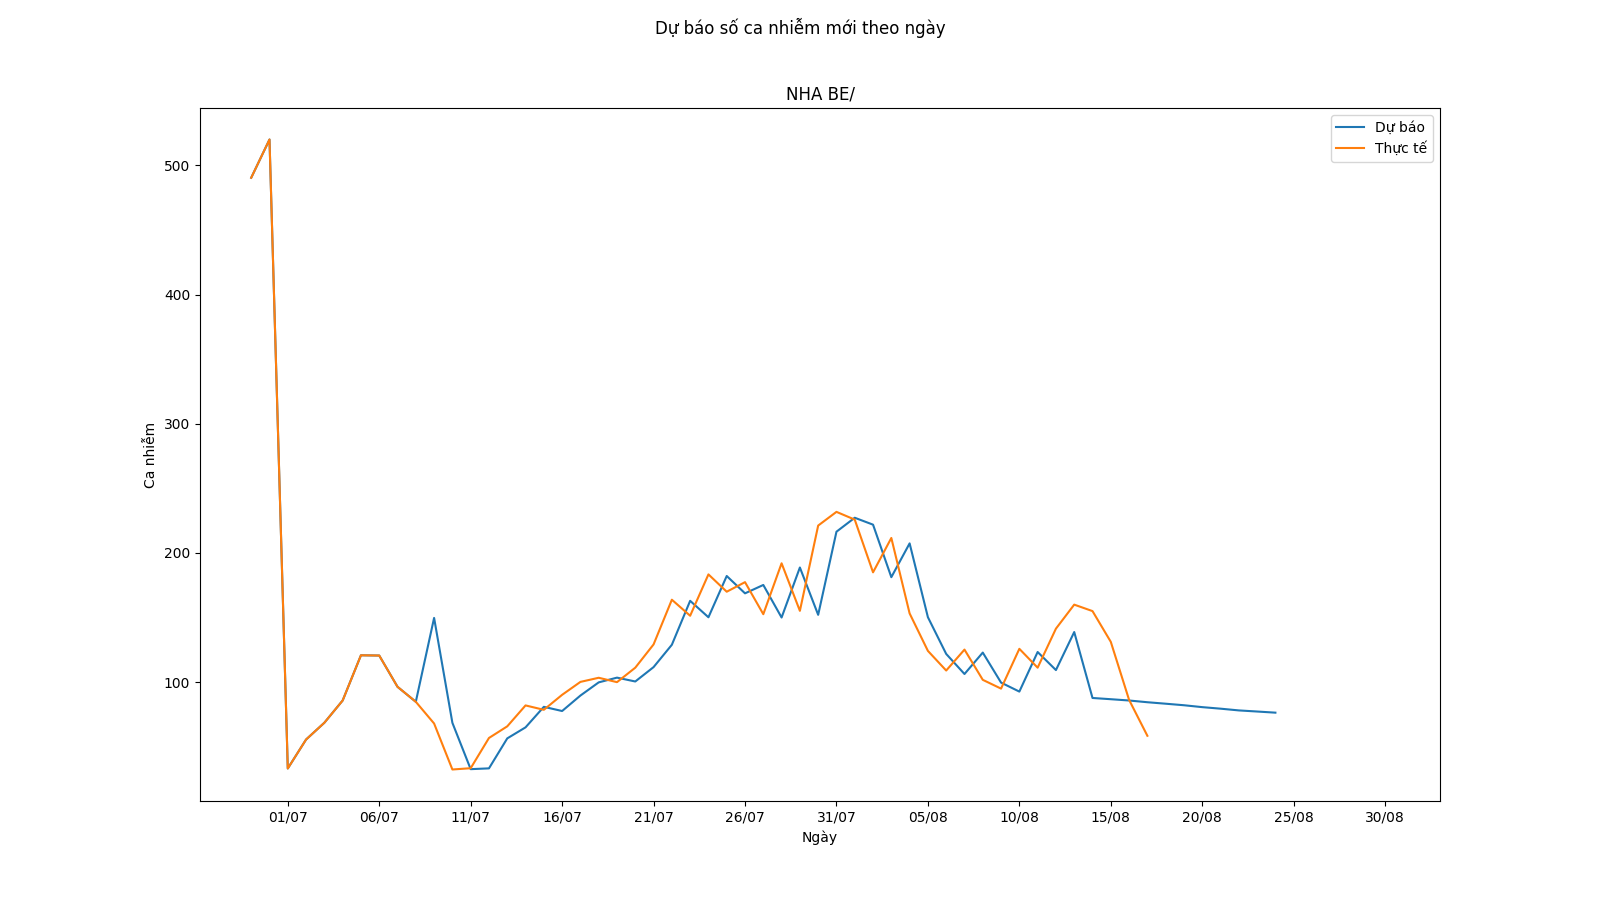 Dự báo số ca nhiễm mới theo ngày
NHA BE/
Dự báo
Thực tế
500
400
300
200
100
Ca nhiễm
01/07 06/07 11/07 16/07 21/07 26/07 31/07 05/08 10/08 15/08 20/08 25/08 30/08
Ngày